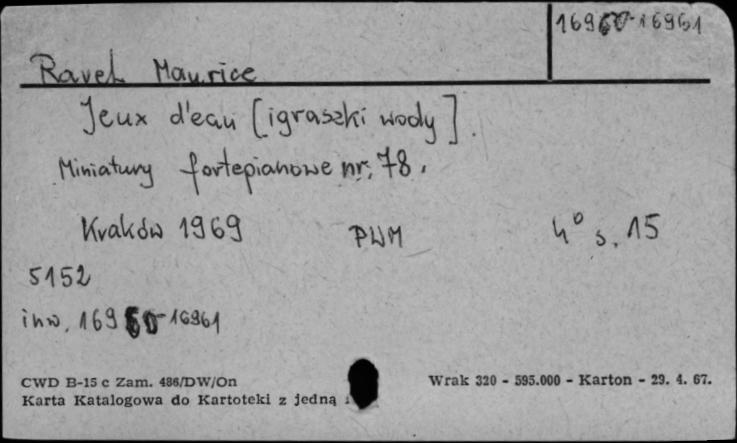 16960-16961
Ravel Maurice
Jeux d'eau [igraszki wody].
Miniatury fortepianowe nr. 78.
Kraków 1969 PWM 4° s. 15
5152
inw. 16960-16961
CWD B-15 c Zam. 486/DW/On Wrak 320 - 595.000 - Karton - 29. 4. 67.
Karta Katalogowa do Kartoteki z jedną